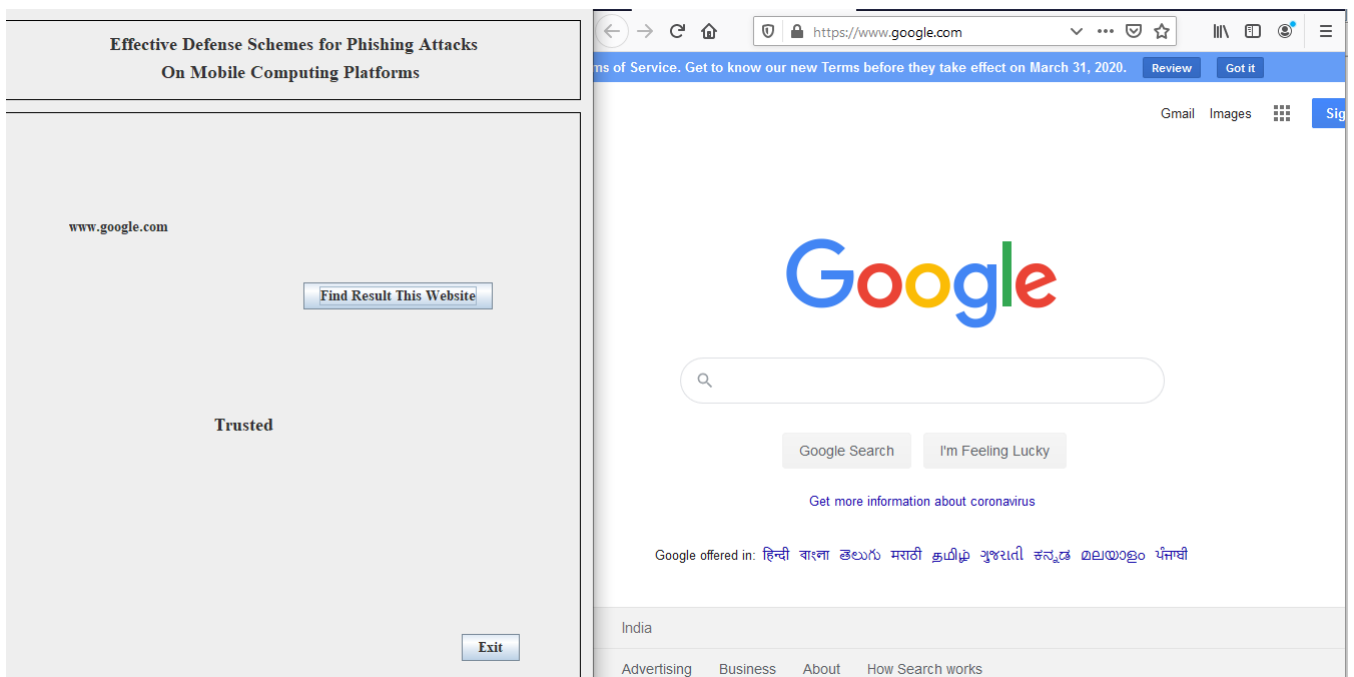 Effective Defense Schemes for Phishing Attacks
On Mobile Computing Platforms
www.google.com
Find Result This Website
Trusted
Exit
https://www.google.com
ms of Service. Get to know our new Terms before they take effect on March 31, 2020. Review Got it
Gmail Images Sig
Google
Google Search I'm Feeling Lucky
Get more information about coronavirus
Google offered in: हिन्दी বাংলা తెలుగు मराठी தமிழ் ગુજરાતી ಕನ್ನಡ മലയാളം ਪੰਜਾਬੀ
India
Advertising Business About How Search works